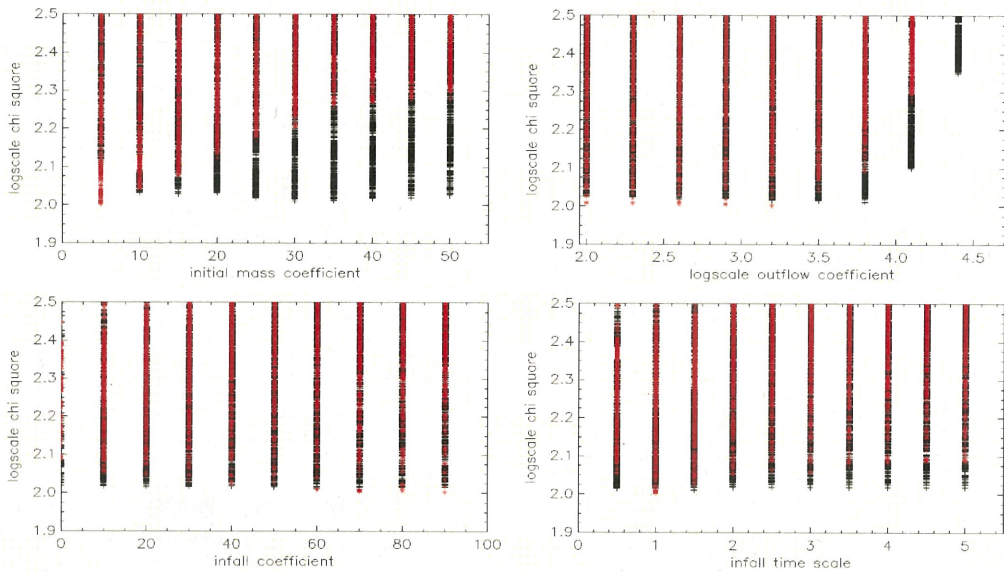 2.5
2.4
2.3
2.2
2.1
2.0
1.9
logscale chi square
0 10 20 30 40 50
initial mass coefficient
2.5
2.4
2.3
2.2
2.1
2.0
1.9
logscale chi square
2.0 2.5 3.0 3.5 4.0 4.5
logscale outflow coefficient
2.5
2.4
2.3
2.2
2.1
2.0
1.9
logscale chi square
0 20 40 60 80 100
infall coefficient
2.5
2.4
2.3
2.2
2.1
2.0
1.9
logscale chi square
0 1 2 3 4 5
infall time scale